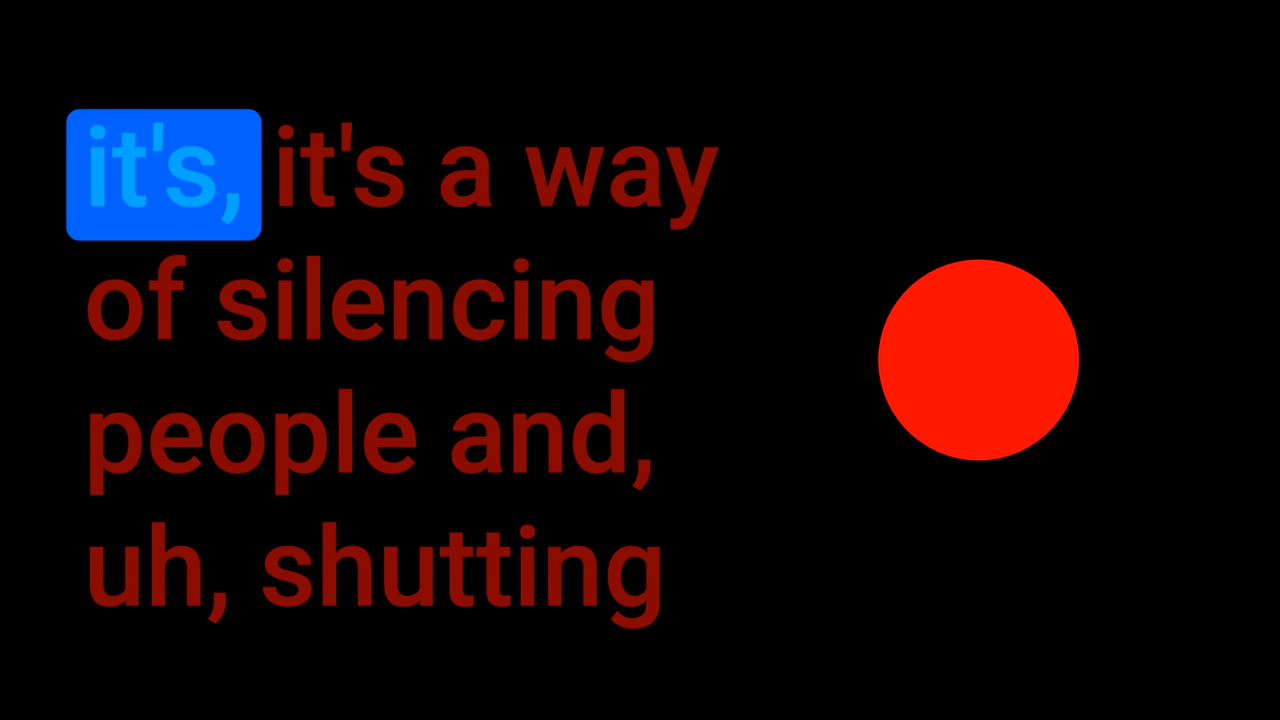 it's, it's a way
of silencing
people and,
uh, shutting